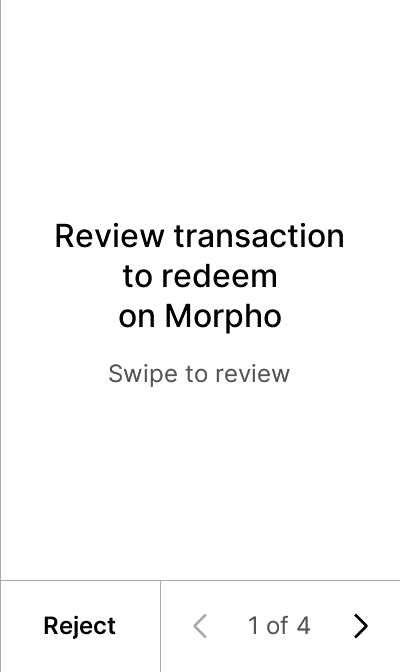 Review transaction
to redeem
on Morpho
Swipe to review
Reject
1 of 4